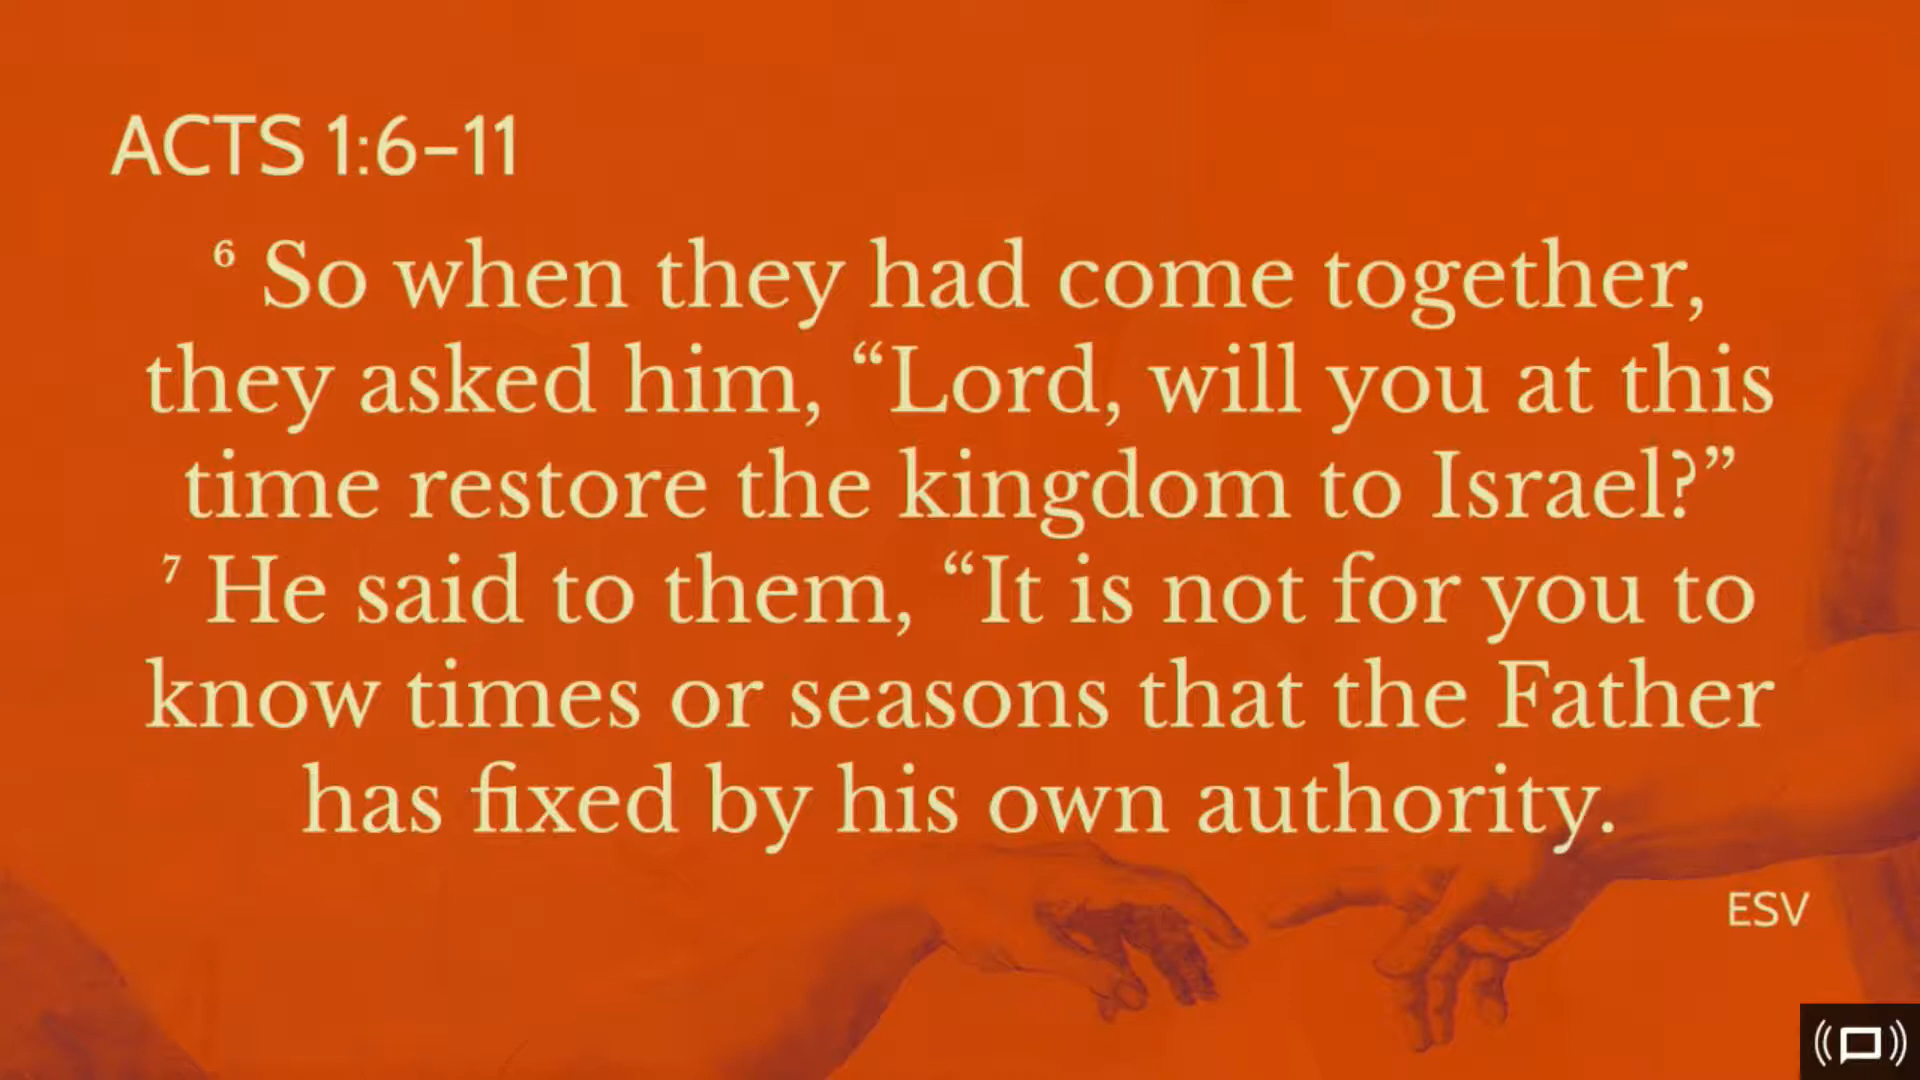 ACTS 1:6–11
⁶ So when they had come together,
they asked him, “Lord, will you at this
time restore the kingdom to Israel?”
⁷ He said to them, “It is not for you to
know times or seasons that the Father
has fixed by his own authority.
ESV